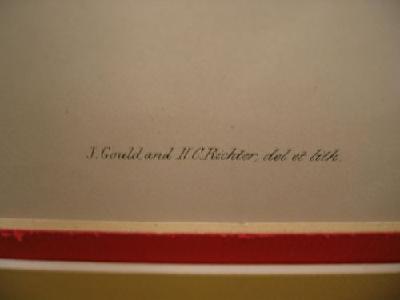 J. Gould and H. C. Richter, del et lith.